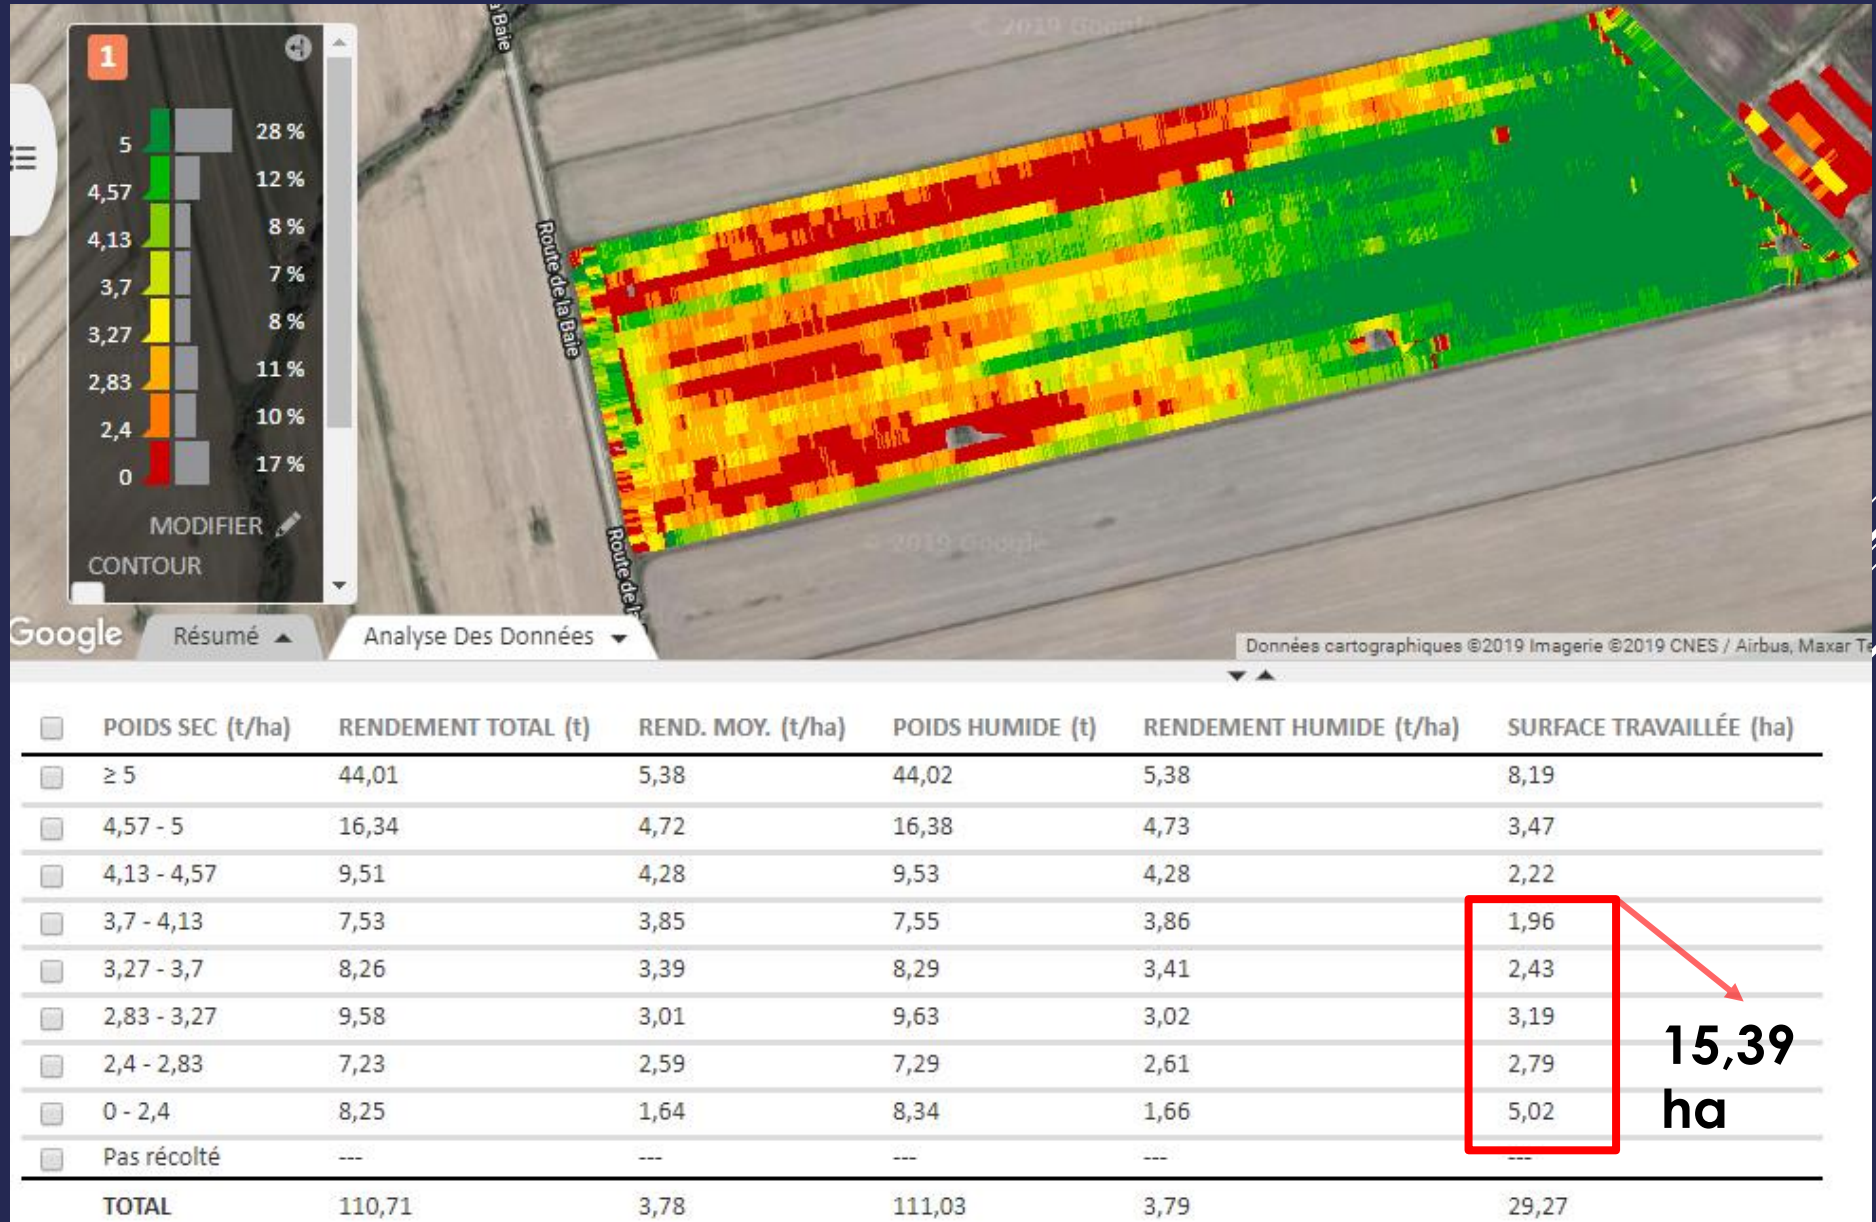 © 2019 Google
1
5 28 %
4,57 12 %
4,13 8 %
3,7 7 %
3,27 8 %
2,83 11 %
2,4 10 %
0 17 %
MODIFIER
CONTOUR
a Baie
Route de la Baie
Route de l
© 2019 Google
Google
Résumé
Analyse Des Données
Données cartographiques ©2019 Imagerie ©2019 CNES / Airbus, Maxar Te
POIDS SEC (t/ha) RENDEMENT TOTAL (t) REND. MOY. (t/ha) POIDS HUMIDE (t) RENDEMENT HUMIDE (t/ha) SURFACE TRAVAILLÉE (ha)
≥ 5 44,01 5,38 44,02 5,38 8,19
4,57 - 5 16,34 4,72 16,38 4,73 3,47
4,13 - 4,57 9,51 4,28 9,53 4,28 2,22
3,7 - 4,13 7,53 3,85 7,55 3,86 1,96
3,27 - 3,7 8,26 3,39 8,29 3,41 2,43
2,83 - 3,27 9,58 3,01 9,63 3,02 3,19
2,4 - 2,83 7,23 2,59 7,29 2,61 2,79
0 - 2,4 8,25 1,64 8,34 1,66 5,02
Pas récolté --- --- --- --- ---
TOTAL 110,71 3,78 111,03 3,79 29,27
15,39
ha